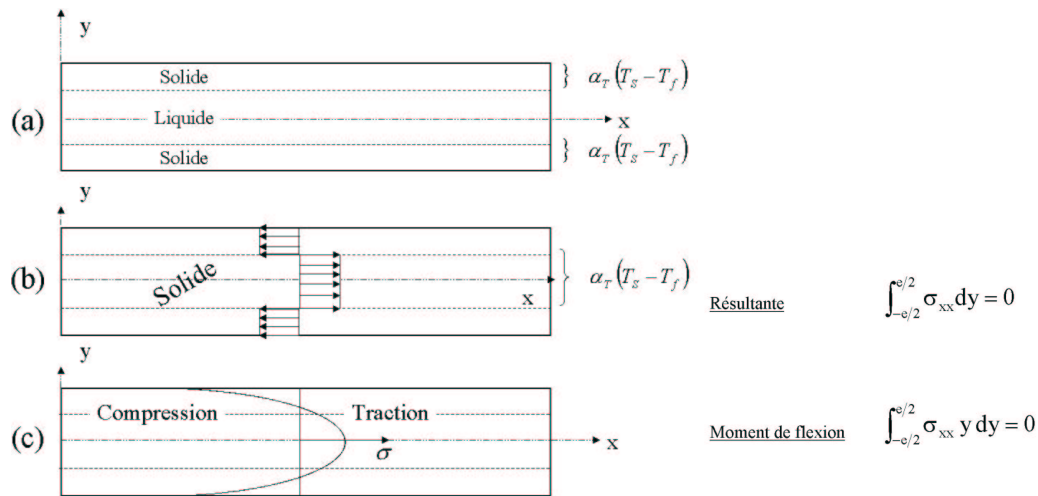 y
Solide
} α_T(T_s − T_f)
(a)
Liquide
x
Solide
} α_T(T_s − T_f)
y
(b)
Solide
} α_T(T_s − T_f)
x
Résultante
∫_{-e/2}^{e/2} σ_xx dy = 0
y
Compression
Traction
(c)
x
σ
Moment de flexion
∫_{-e/2}^{e/2} σ_xx y dy = 0